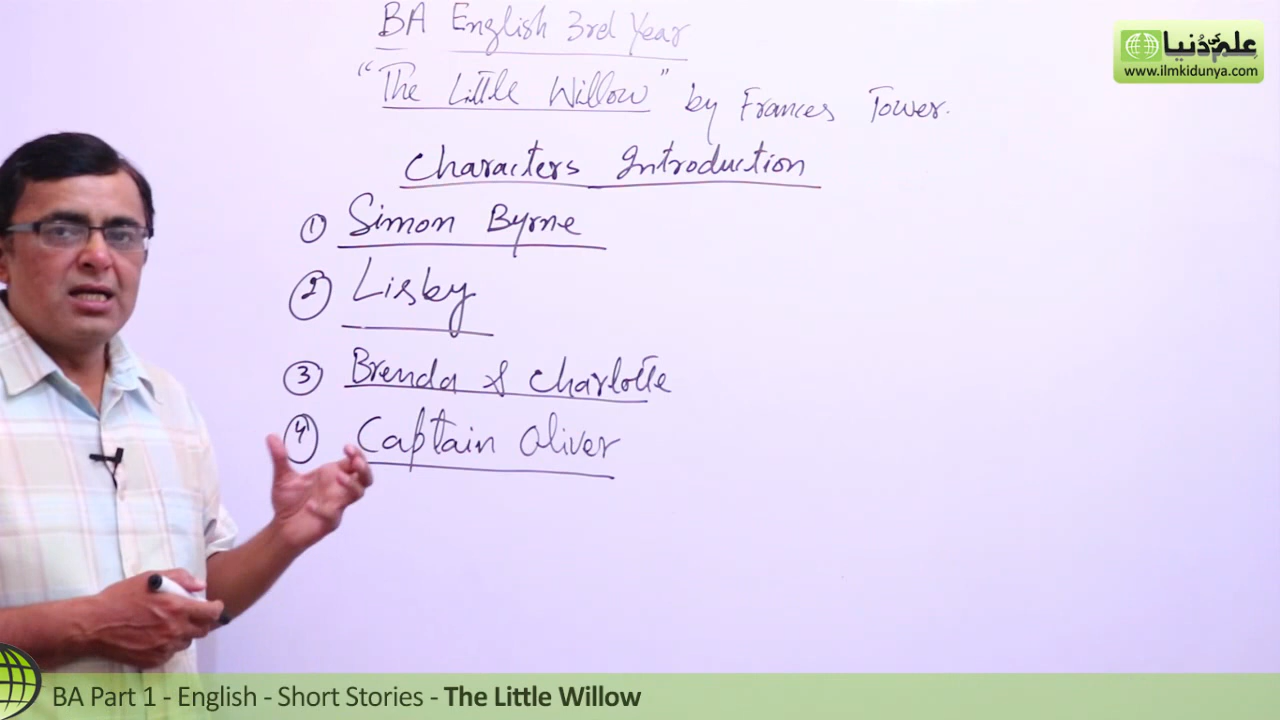 BA English 3rd Year
"The Little Willow" by Frances Tower.
Characters Introduction
① Simon Byrne
② Lisby
③ Brenda & Charlotte
④ Captain Oliver
علم کی دُنیا
www.ilmkidunya.com
BA Part 1 - English - Short Stories - The Little Willow